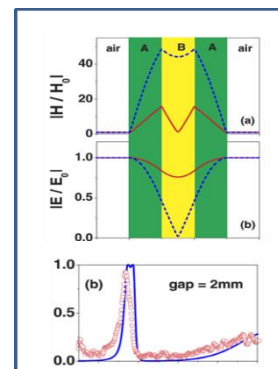 air A B A air
40
20
0
|H / H₀|
(a)
1.0
0.5
0.0
|E / E₀|
(b)
1.0
(b) gap = 2mm
0.5
0.0